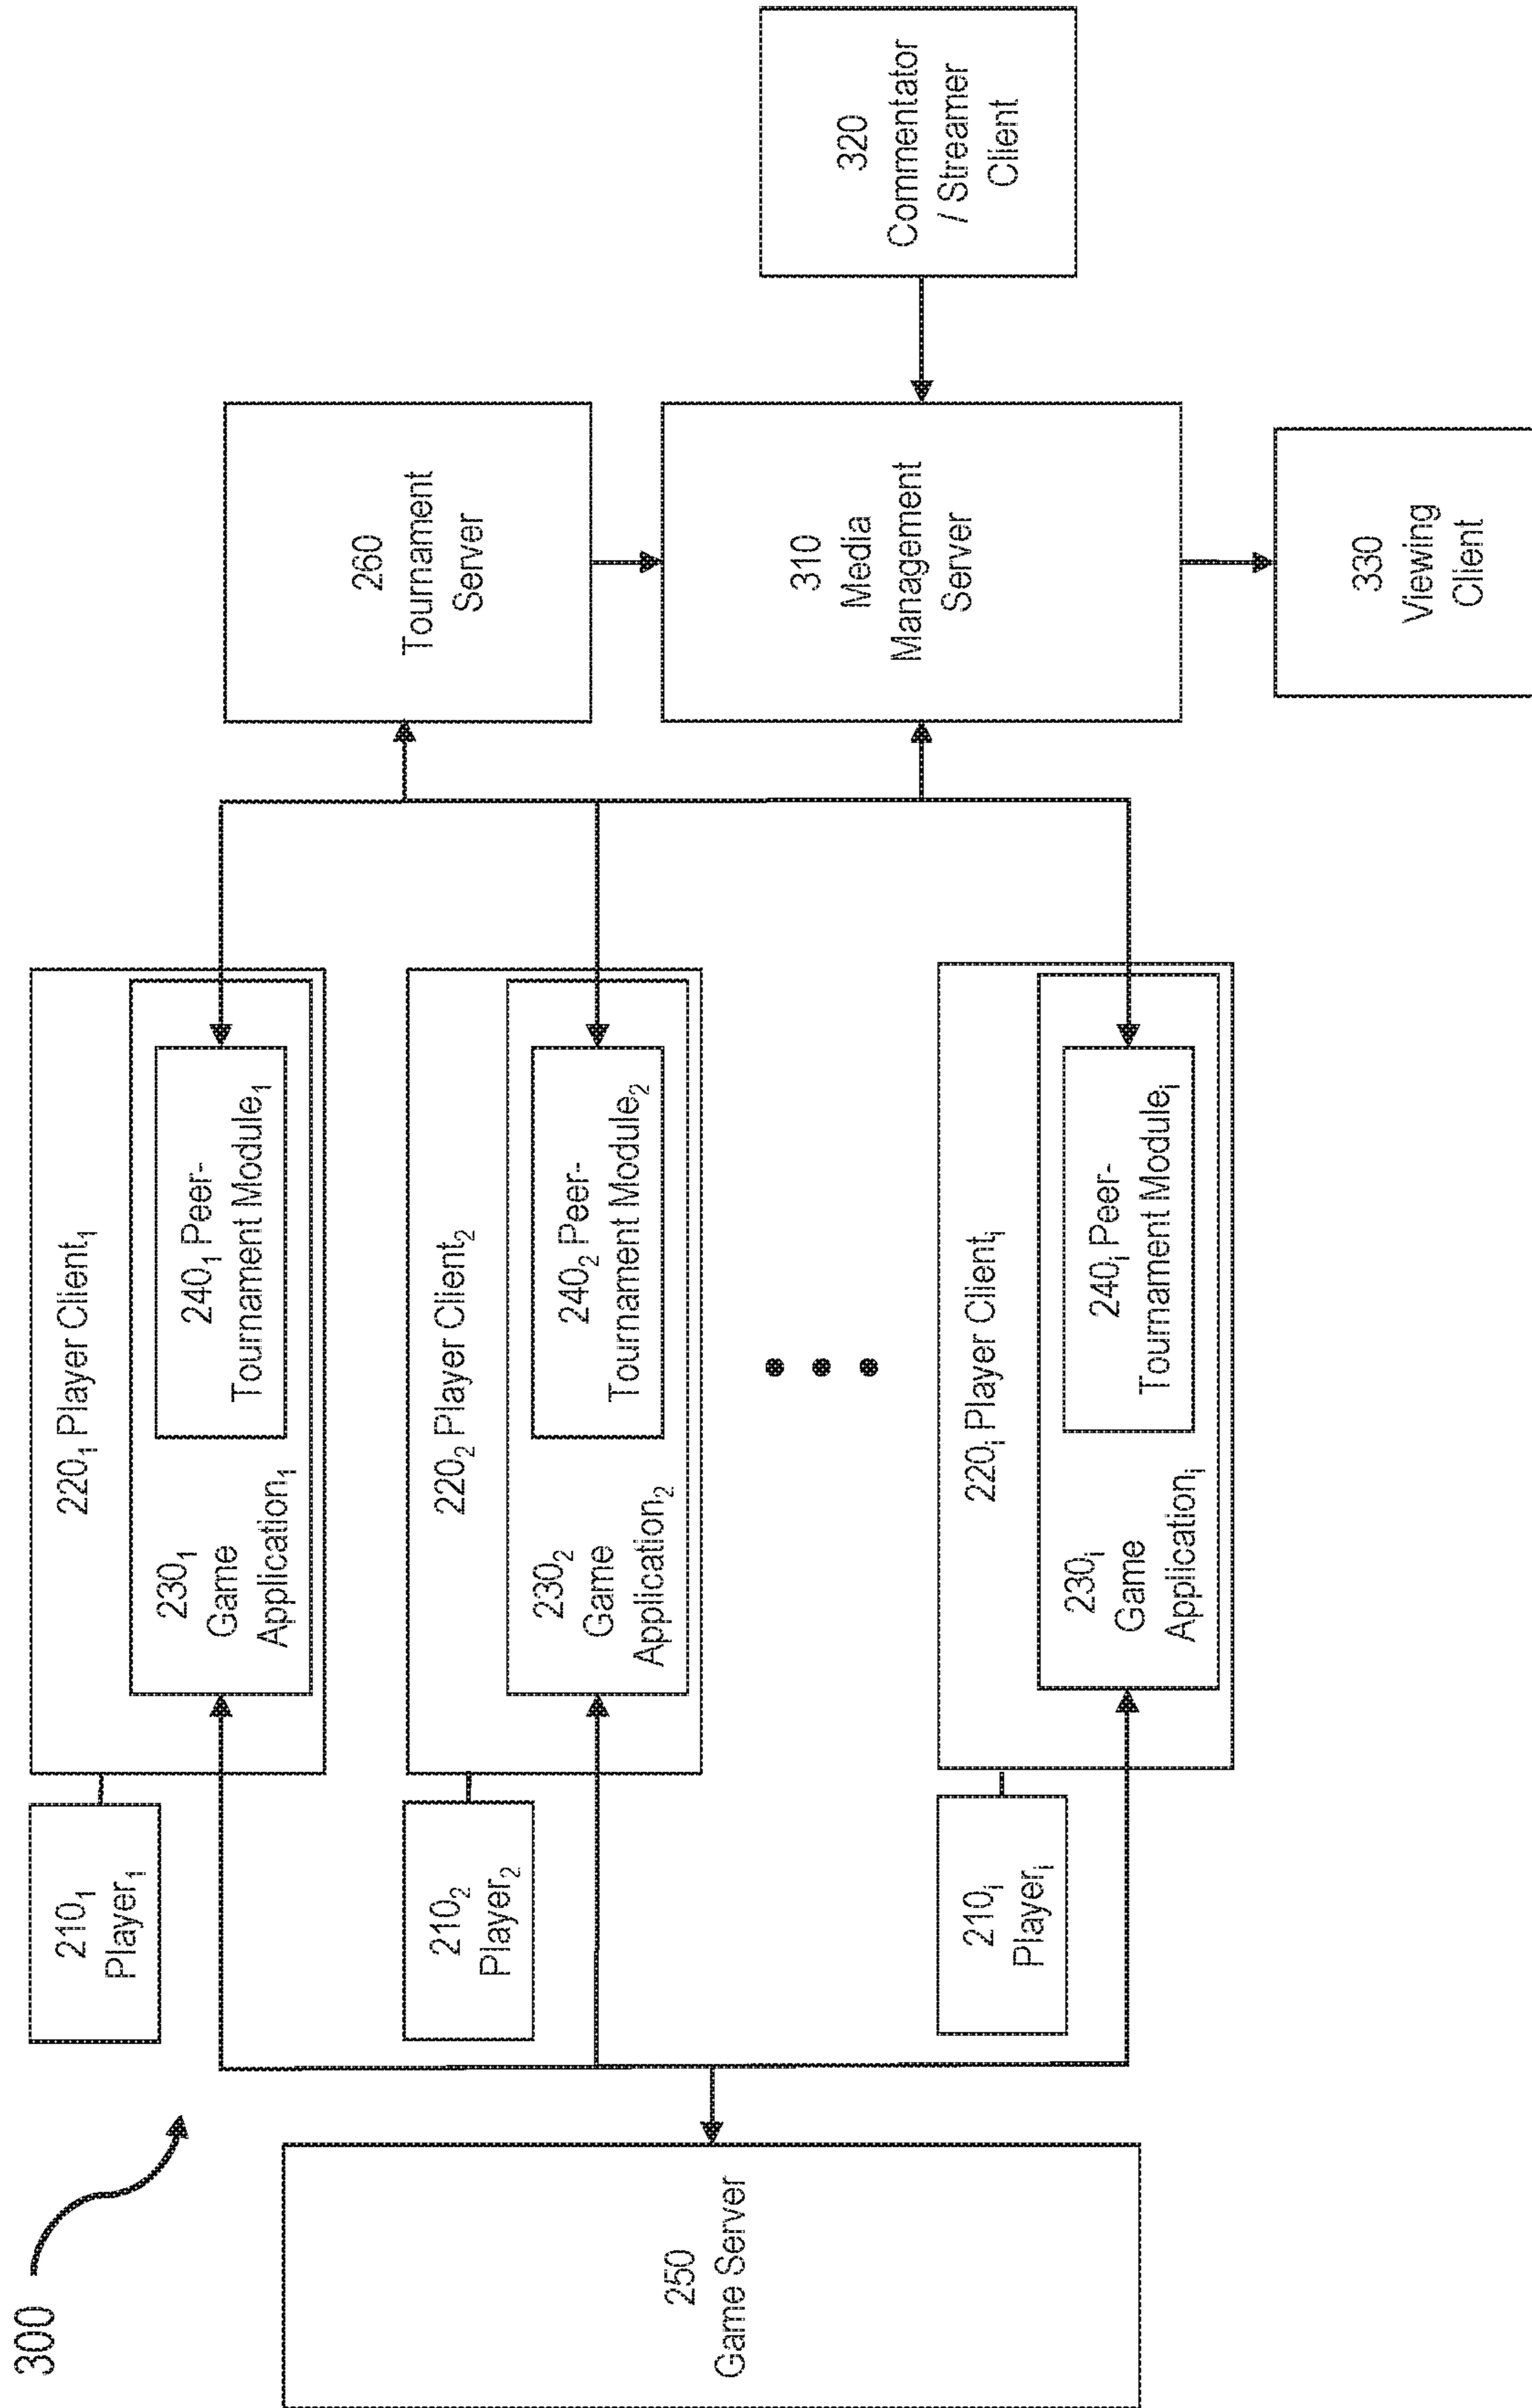 300
250
Game Server
210₁
Player₁
220₁ Player Client₁
230₁
Game
Application₁
240₁ Peer-
Tournament Module₁
210₂
Player₂
220₂ Player Client₂
230₂
Game
Application₂
240₂ Peer-
Tournament Module₂
210ᵢ
Playerᵢ
220ᵢ Player Clientᵢ
230ᵢ
Game
Applicationᵢ
240ᵢ Peer-
Tournament Moduleᵢ
260
Tournament
Server
310
Media
Management
Server
320
Commentator
/ Streamer
Client
330
Viewing
Client